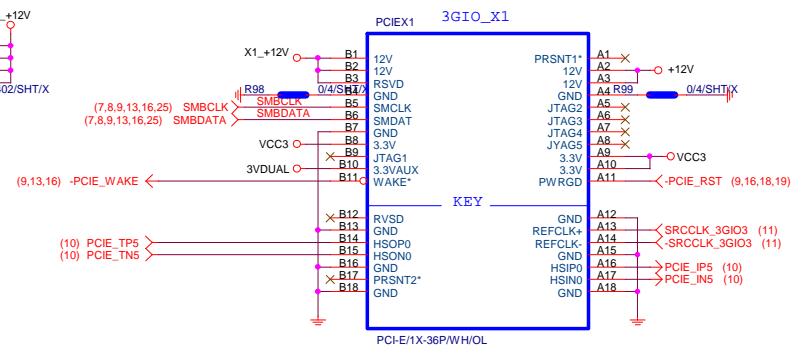 _+12V
402/SHT/X
PCIEX1
3GIO_X1
X1_+12V
B1 12V
B2 12V
B3 RSVD
R98 0/4/SHT/X B4 GND
(7,8,9,13,16,25) SMBCLK SMBCLK B5 SMCLK
(7,8,9,13,16,25) SMBDATA SMBDATA B6 SMDAT
B7 GND
VCC3 B8 3.3V
B9 JTAG1
3VDUAL B10 3.3VAUX
(9,13,16) -PCIE_WAKE B11 WAKE*
KEY
B12 RVSD
B13 GND
(10) PCIE_TP5 B14 HSOP0
(10) PCIE_TN5 B15 HSON0
B16 GND
B17 PRSNT2*
B18 GND
PRSNT1* A1
12V A2 +12V
12V A3
GND A4 R99 0/4/SHT/X
JTAG2 A5
JTAG3 A6
JTAG4 A7
JYAG5 A8
3.3V A9 VCC3
3.3V A10
PWRGD A11 -PCIE_RST (9,16,18,19)
GND A12
REFCLK+ A13 SRCCLK_3GIO3 (11)
REFCLK- A14 -SRCCLK_3GIO3 (11)
GND A15
HSIP0 A16 PCIE_IP5 (10)
HSIN0 A17 PCIE_IN5 (10)
GND A18
PCI-E/1X-36P/WH/OL